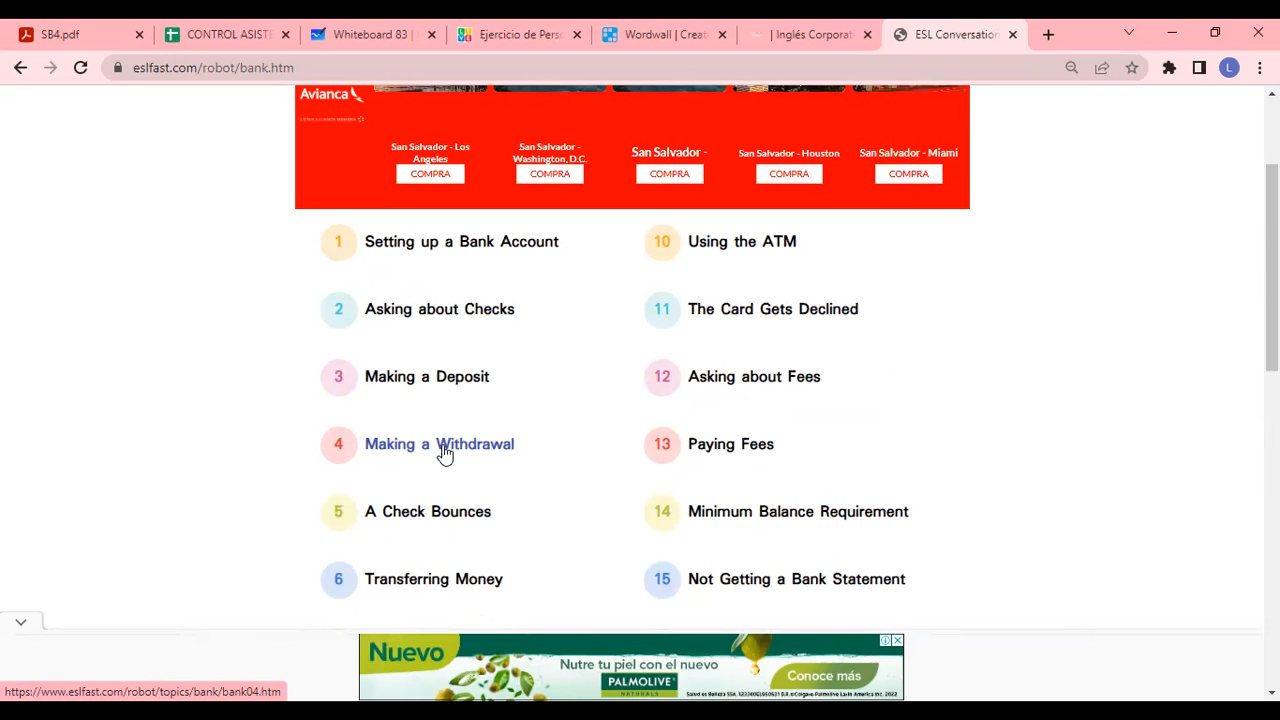 SB4.pdf
CONTROL ASISTE
Whiteboard 83 |
Ejercicio de Perso
Wordwall | Creat
| Inglés Corporat
ESL Conversation
eslfast.com/robot/bank.htm
L
Avianca
San Salvador - Los Angeles
San Salvador - Washington, D.C.
San Salvador -
San Salvador - Houston
San Salvador - Miami
COMPRA
COMPRA
COMPRA
COMPRA
COMPRA
1 Setting up a Bank Account
10 Using the ATM
2 Asking about Checks
11 The Card Gets Declined
3 Making a Deposit
12 Asking about Fees
4 Making a Withdrawal
13 Paying Fees
5 A Check Bounces
14 Minimum Balance Requirement
6 Transferring Money
15 Not Getting a Bank Statement
Nuevo
Nutre tu piel con el nuevo
PALMOLIVE
NATURALS
Conoce más
https://www.eslfast.com/robot/topics/bank/bank04.htm